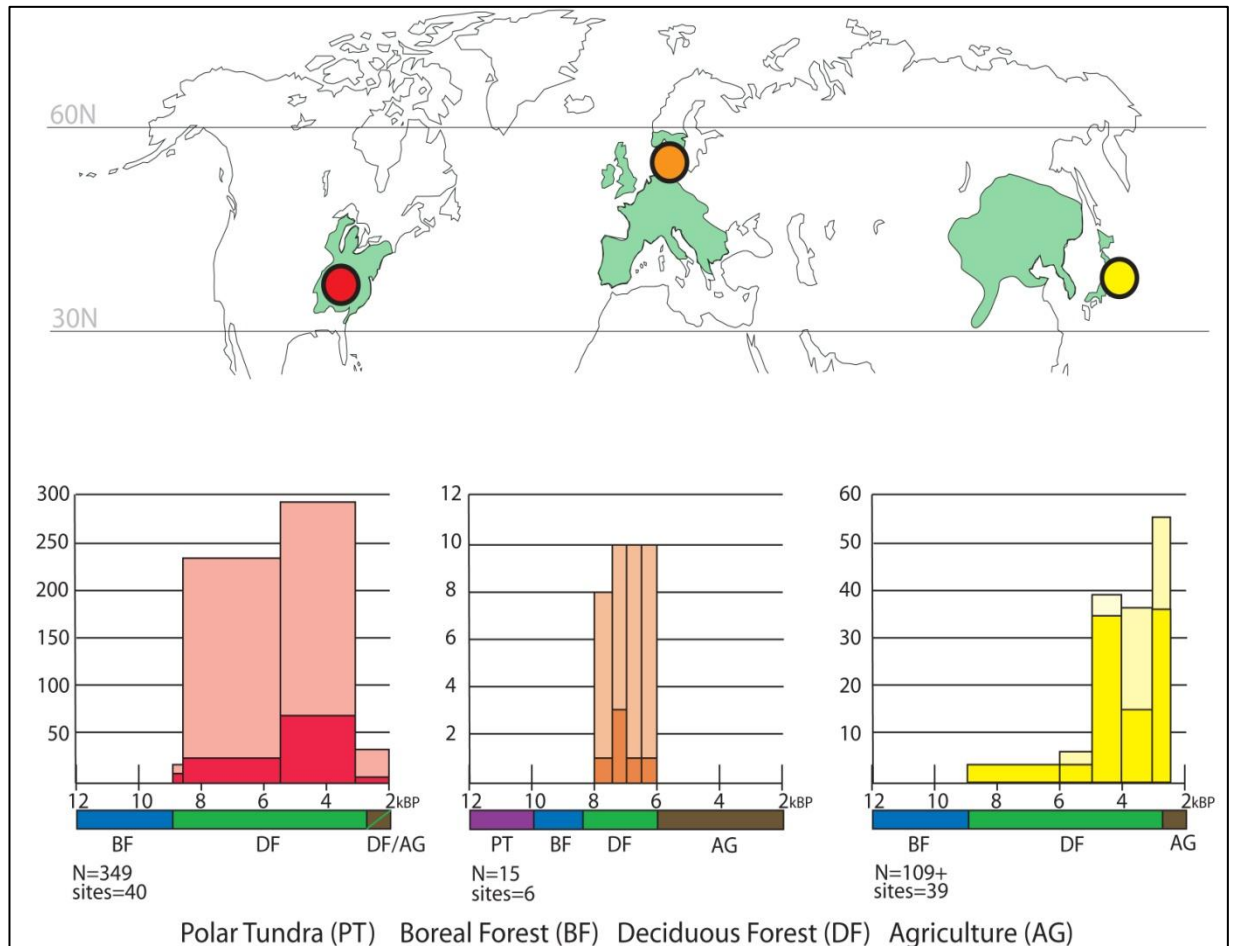 60N
30N
300
250
200
150
100
50
12 10 8 6 4 2kBP
BF DF DF/AG
N=349
sites=40
12
10
8
6
4
2
12 10 8 6 4 2kBP
PT BF DF AG
N=15
sites=6
60
50
40
30
20
10
12 10 8 6 4 2kBP
BF DF AG
N=109+
sites=39
Polar Tundra (PT) Boreal Forest (BF) Deciduous Forest (DF) Agriculture (AG)